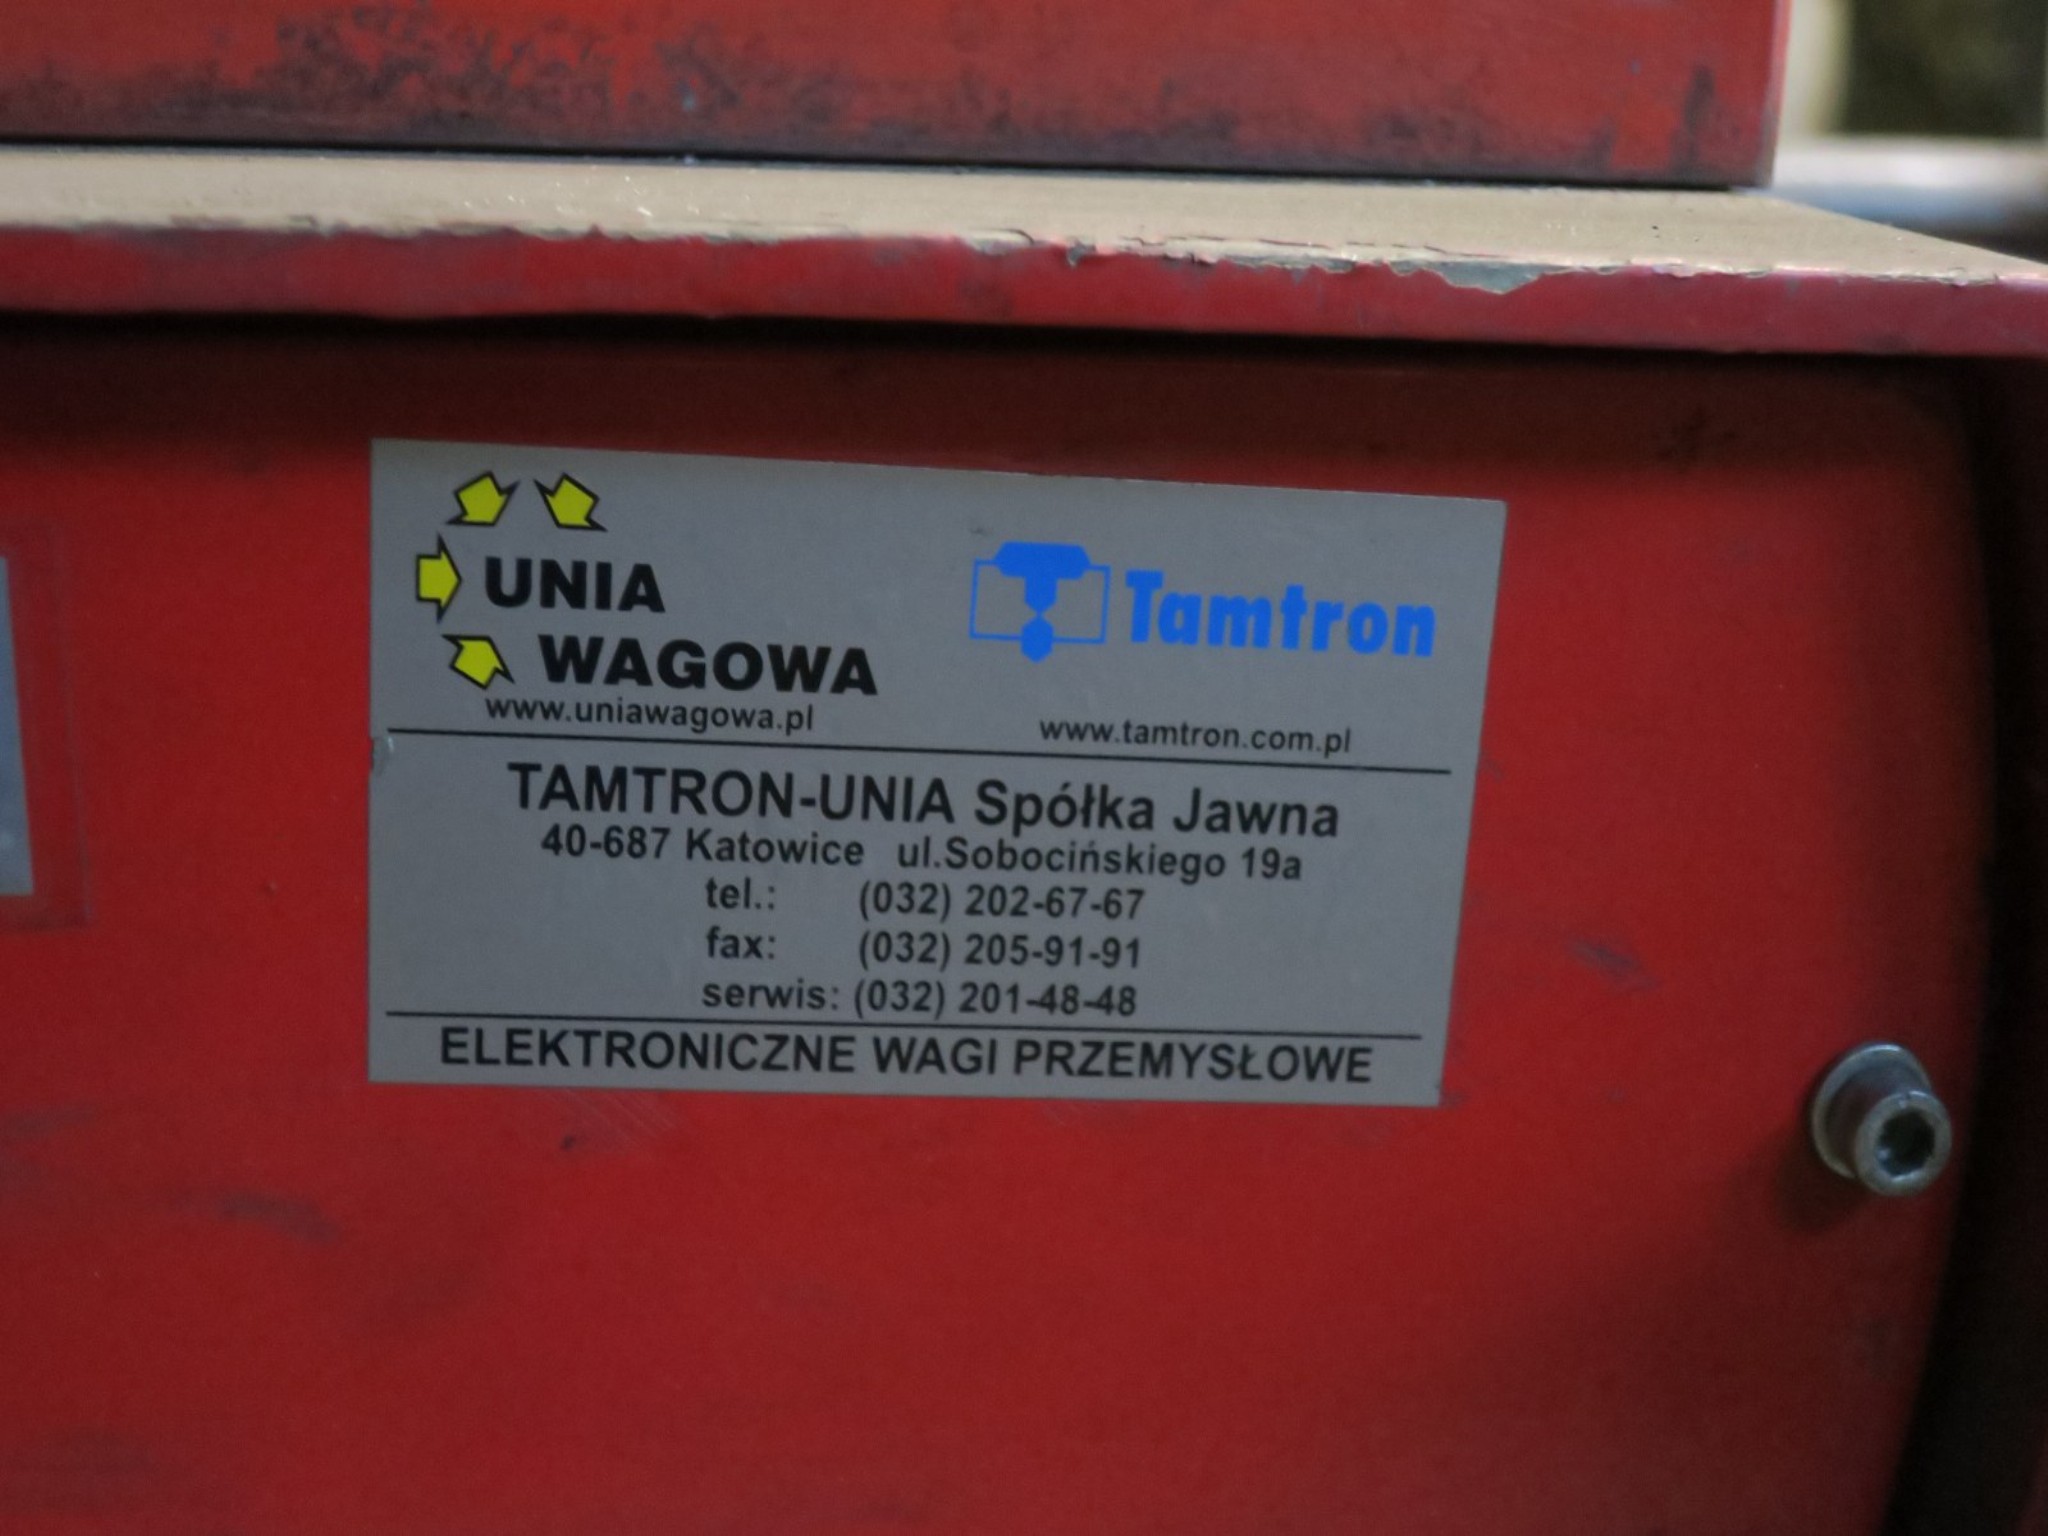 UNIA
WAGOWA
www.uniawagowa.pl
Tamtron
www.tamtron.com.pl
TAMTRON-UNIA Spółka Jawna
40-687 Katowice ul.Sobocińskiego 19a
tel.: (032) 202-67-67
fax: (032) 205-91-91
serwis: (032) 201-48-48
ELEKTRONICZNE WAGI PRZEMYSŁOWE